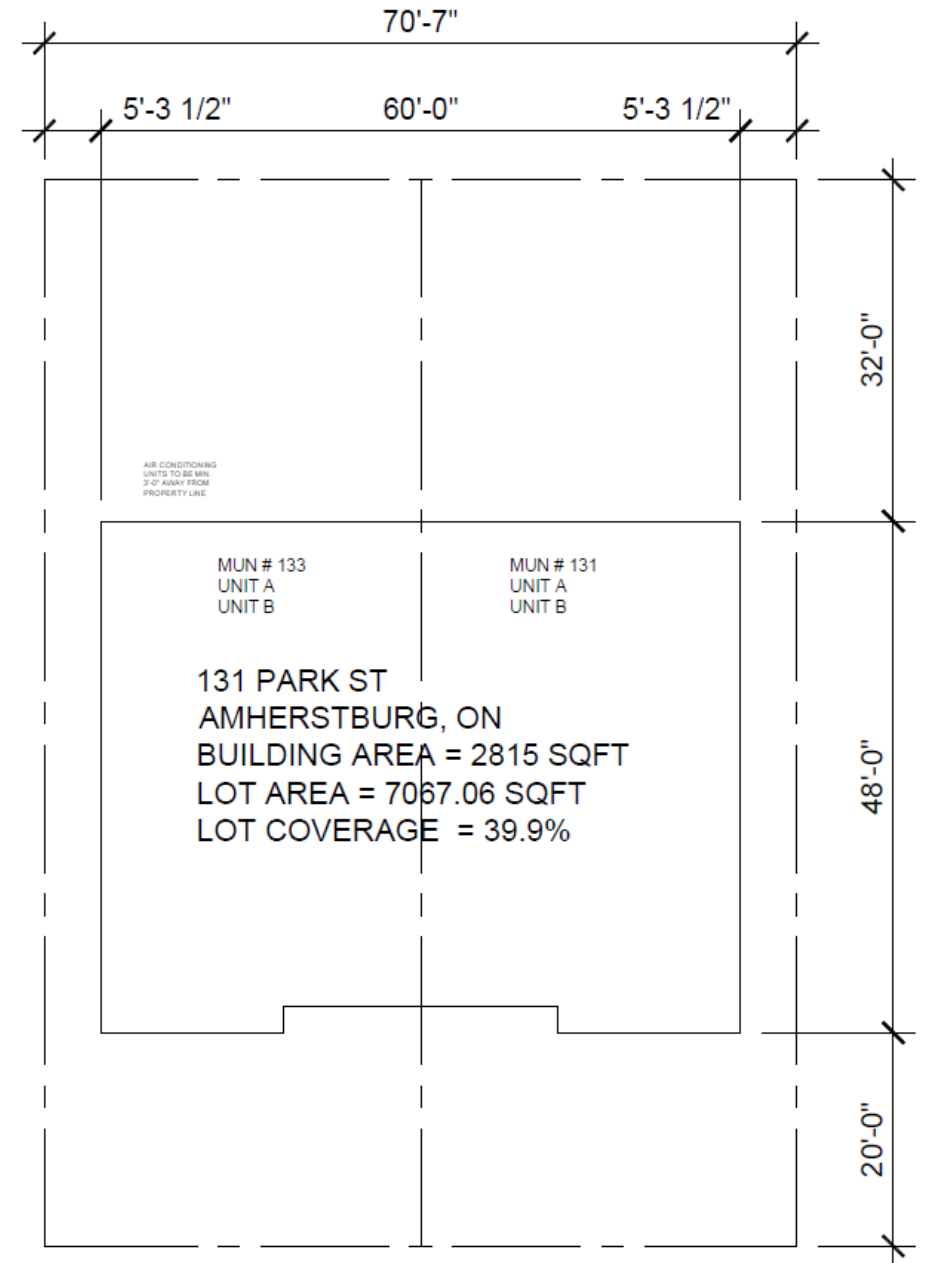 70'-7"
5'-3 1/2"
60'-0"
5'-3 1/2"
32'-0"
AIR CONDITIONING
UNITS TO BE MIN.
3'-0" AWAY FROM
PROPERTY LINE
MUN # 133
UNIT A
UNIT B
MUN # 131
UNIT A
UNIT B
131 PARK ST
AMHERSTBURG, ON
BUILDING AREA = 2815 SQFT
LOT AREA = 7067.06 SQFT
LOT COVERAGE = 39.9%
48'-0"
20'-0"